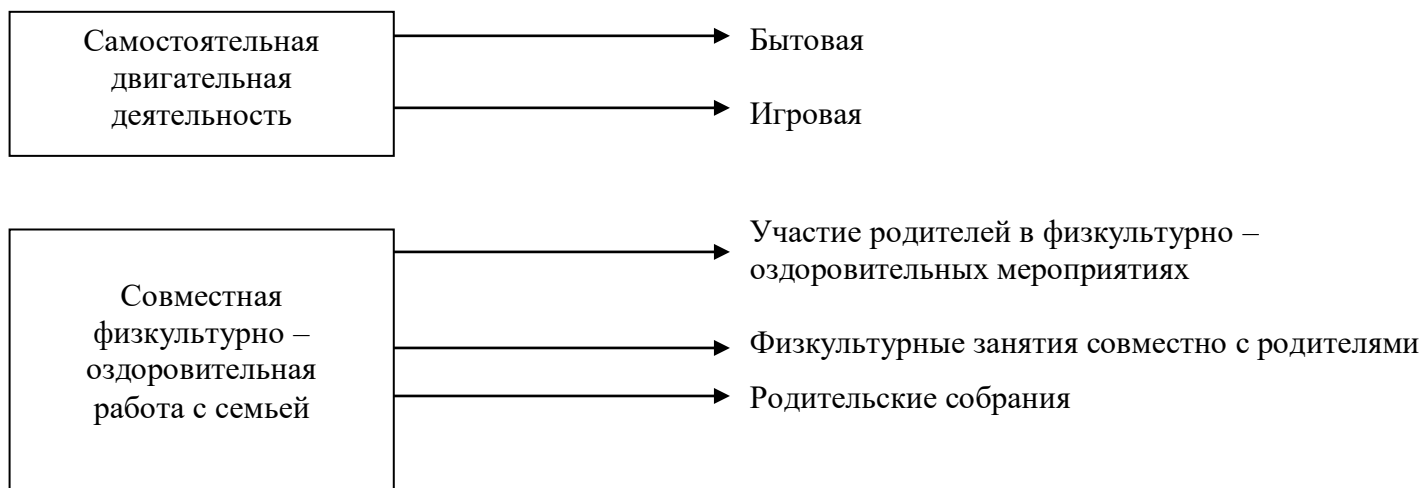 Самостоятельная
двигательная
деятельность
Бытовая
Игровая
Совместная
физкультурно –
оздоровительная
работа с семьей
Участие родителей в физкультурно –
оздоровительных мероприятиях
Физкультурные занятия совместно с родителями
Родительские собрания